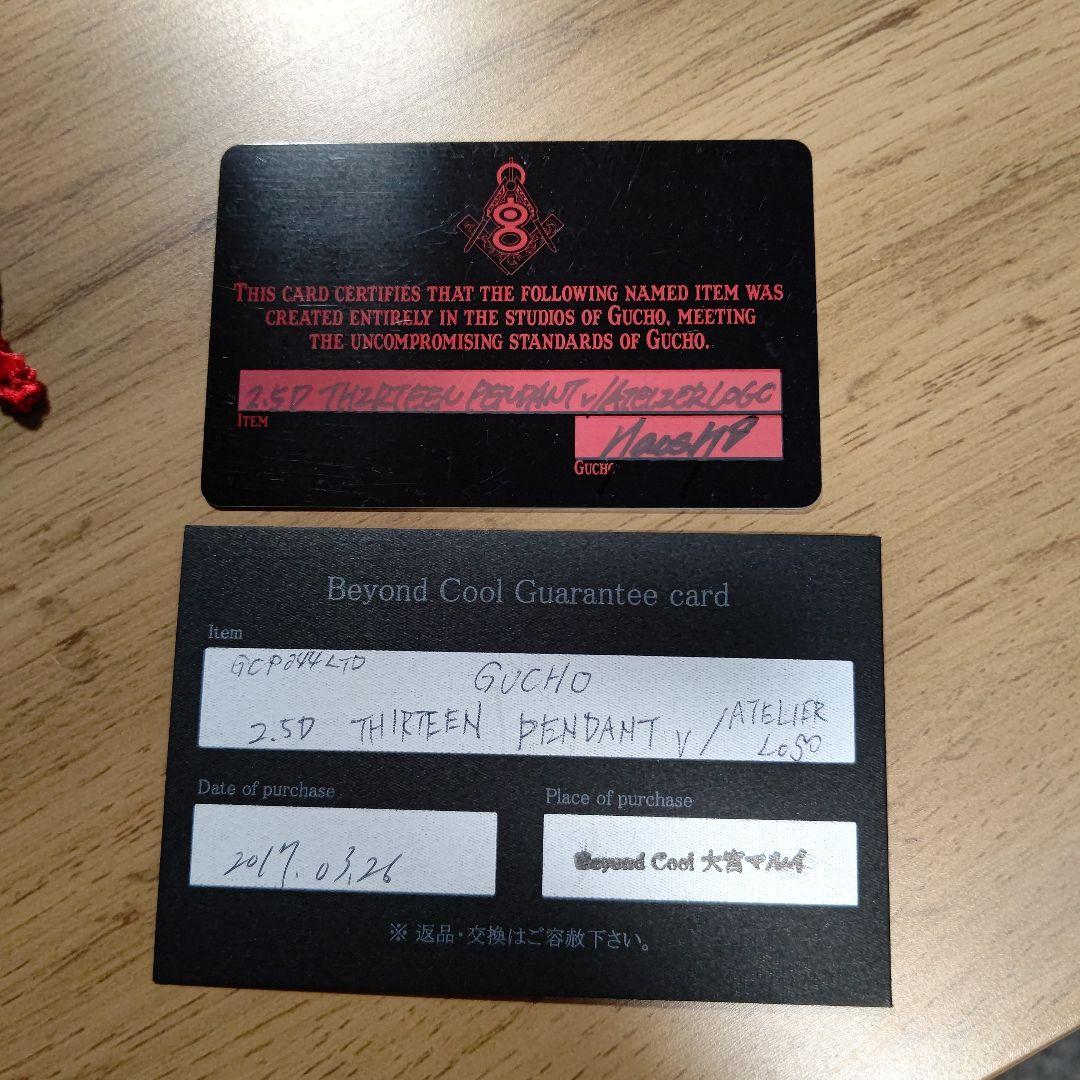 8
THIS CARD CERTIFIES THAT THE FOLLOWING NAMED ITEM WAS
CREATED ENTIRELY IN THE STUDIOS OF GUCHO, MEETING
THE UNCOMPROMISING STANDARDS OF GUCHO.
2.5D THIRTEEN PENDANT v/ATELIER LOGO
ITEM
GUCHO
Beyond Cool Guarantee card
Item
GCP044LTD
GUCHO
2.5D THIRTEEN PENDANT v/ATELIER LOGO
Date of purchase
Place of purchase
2017.03.26
Beyond Cool 大宮マルイ
※ 返品・交換はご容赦下さい。